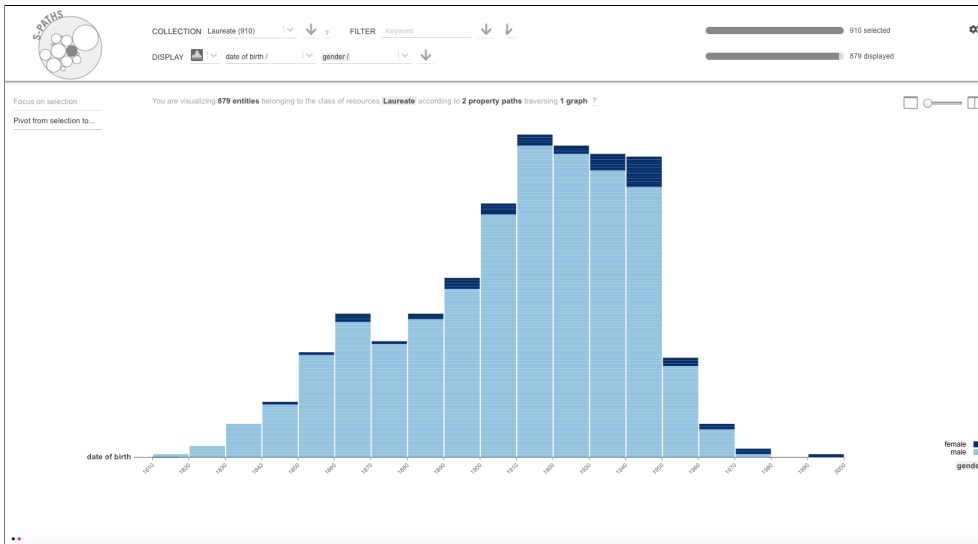 S-PATHS
COLLECTION Laureate (910) ? FILTER Keyword 910 selected
DISPLAY date of birth / gender / 879 displayed
Focus on selection
You are visualizing 879 entities belonging to the class of resources Laureate according to 2 property paths traversing 1 graph ?
Pivot from selection to...
female
male
gende
date of birth
1810 1820 1830 1840 1850 1860 1870 1880 1890 1900 1910 1920 1930 1940 1950 1960 1970 1980 1990 2000